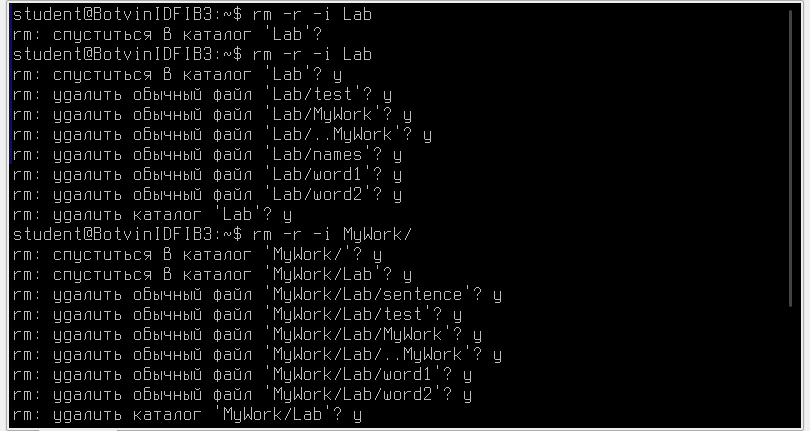 student@BotvinIDFIB3:~$ rm -r -i Lab
rm: спуститься в каталог 'Lab'?
student@BotvinIDFIB3:~$ rm -r -i Lab
rm: спуститься в каталог 'Lab'? y
rm: удалить обычный файл 'Lab/test'? y
rm: удалить обычный файл 'Lab/MyWork'? y
rm: удалить обычный файл 'Lab/..MyWork'? y
rm: удалить обычный файл 'Lab/names'? y
rm: удалить обычный файл 'Lab/word1'? y
rm: удалить обычный файл 'Lab/word2'? y
rm: удалить каталог 'Lab'? y
student@BotvinIDFIB3:~$ rm -r -i MyWork/
rm: спуститься в каталог 'MyWork/'? y
rm: спуститься в каталог 'MyWork/Lab'? y
rm: удалить обычный файл 'MyWork/Lab/sentence'? y
rm: удалить обычный файл 'MyWork/Lab/test'? y
rm: удалить обычный файл 'MyWork/Lab/MyWork'? y
rm: удалить обычный файл 'MyWork/Lab/..MyWork'? y
rm: удалить обычный файл 'MyWork/Lab/word1'? y
rm: удалить обычный файл 'MyWork/Lab/word2'? y
rm: удалить каталог 'MyWork/Lab'? y